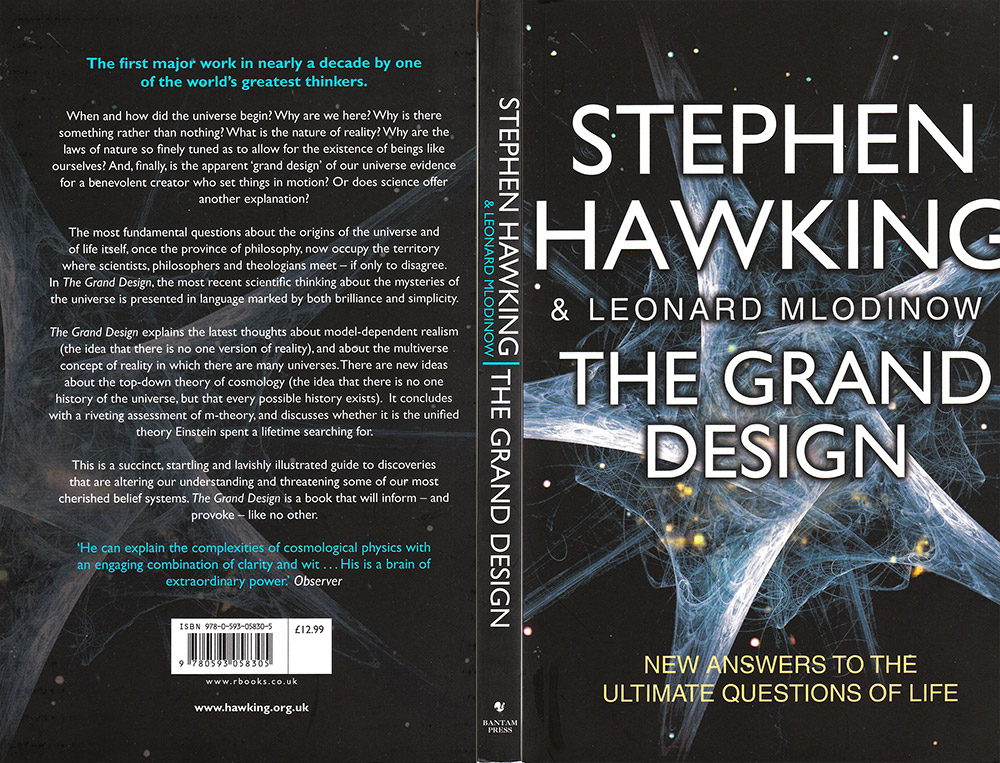 The first major work in nearly a decade by one
of the world's greatest thinkers.
When and how did the universe begin? Why are we here? Why is there
something rather than nothing? What is the nature of reality? Why are the
laws of nature so finely tuned as to allow for the existence of beings like
ourselves? And, finally, is the apparent 'grand design' of our universe evidence
for a benevolent creator who set things in motion? Or does science offer
another explanation?
The most fundamental questions about the origins of the universe and
of life itself, once the province of philosophy, now occupy the territory
where scientists, philosophers and theologians meet – if only to disagree.
In The Grand Design, the most recent scientific thinking about the mysteries of
the universe is presented in language marked by both brilliance and simplicity.
The Grand Design explains the latest thoughts about model-dependent realism
(the idea that there is no one version of reality), and about the multiverse
concept of reality in which there are many universes. There are new ideas
about the top-down theory of cosmology (the idea that there is no one
history of the universe, but that every possible history exists). It concludes
with a riveting assessment of m-theory, and discusses whether it is the unified
theory Einstein spent a lifetime searching for.
This is a succinct, startling and lavishly illustrated guide to discoveries
that are altering our understanding and threatening some of our most
cherished belief systems. The Grand Design is a book that will inform – and
provoke – like no other.
'He can explain the complexities of cosmological physics with
an engaging combination of clarity and wit . . . His is a brain of
extraordinary power.' Observer
ISBN 978-0-593-05830-5
£12.99
9 780593 058305
www.rbooks.co.uk
www.hawking.org.uk
STEPHEN HAWKING
& LEONARD MLODINOW
THE GRAND DESIGN
BANTAM
PRESS
STEPHEN
HAWKING
& LEONARD MLODINOW
THE GRAND
DESIGN
NEW ANSWERS TO THE
ULTIMATE QUESTIONS OF LIFE